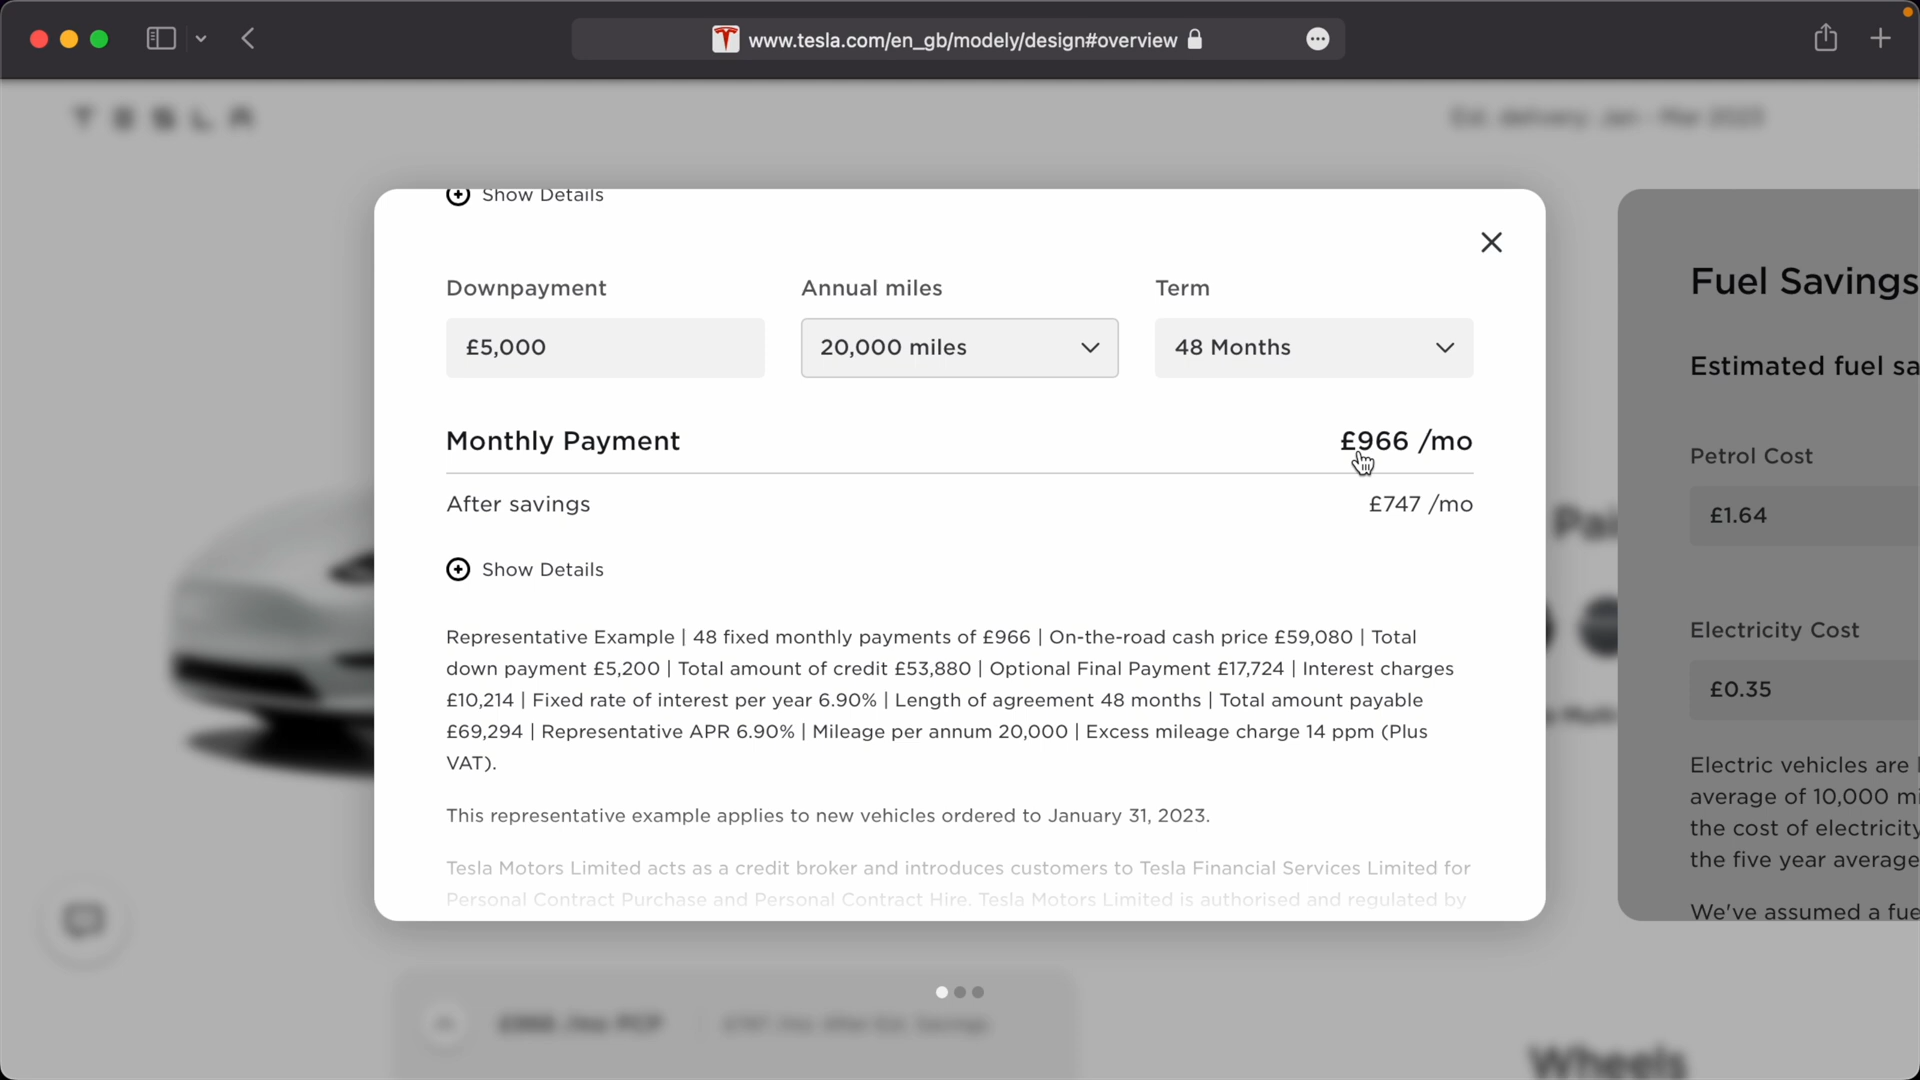 www.tesla.com/en_gb/modely/design#overview
TESLA
Est. delivery: Jan - Mar 2023
Show Details
Downpayment
Annual miles
Term
£5,000
20,000 miles
48 Months
Monthly Payment
£966 /mo
After savings
£747 /mo
Show Details
Representative Example | 48 fixed monthly payments of £966 | On-the-road cash price £59,080 | Total
down payment £5,200 | Total amount of credit £53,880 | Optional Final Payment £17,724 | Interest charges
£10,214 | Fixed rate of interest per year 6.90% | Length of agreement 48 months | Total amount payable
£69,294 | Representative APR 6.90% | Mileage per annum 20,000 | Excess mileage charge 14 ppm (Plus
VAT).
This representative example applies to new vehicles ordered to January 31, 2023.
Tesla Motors Limited acts as a credit broker and introduces customers to Tesla Financial Services Limited for
Personal Contract Purchase and Personal Contract Hire. Tesla Motors Limited is authorised and regulated by
Fuel Savings
Estimated fuel sa
Petrol Cost
£1.64
Electricity Cost
£0.35
Electric vehicles are
average of 10,000 mi
the cost of electricity
the five year average
We've assumed a fue
Pai
Wheels